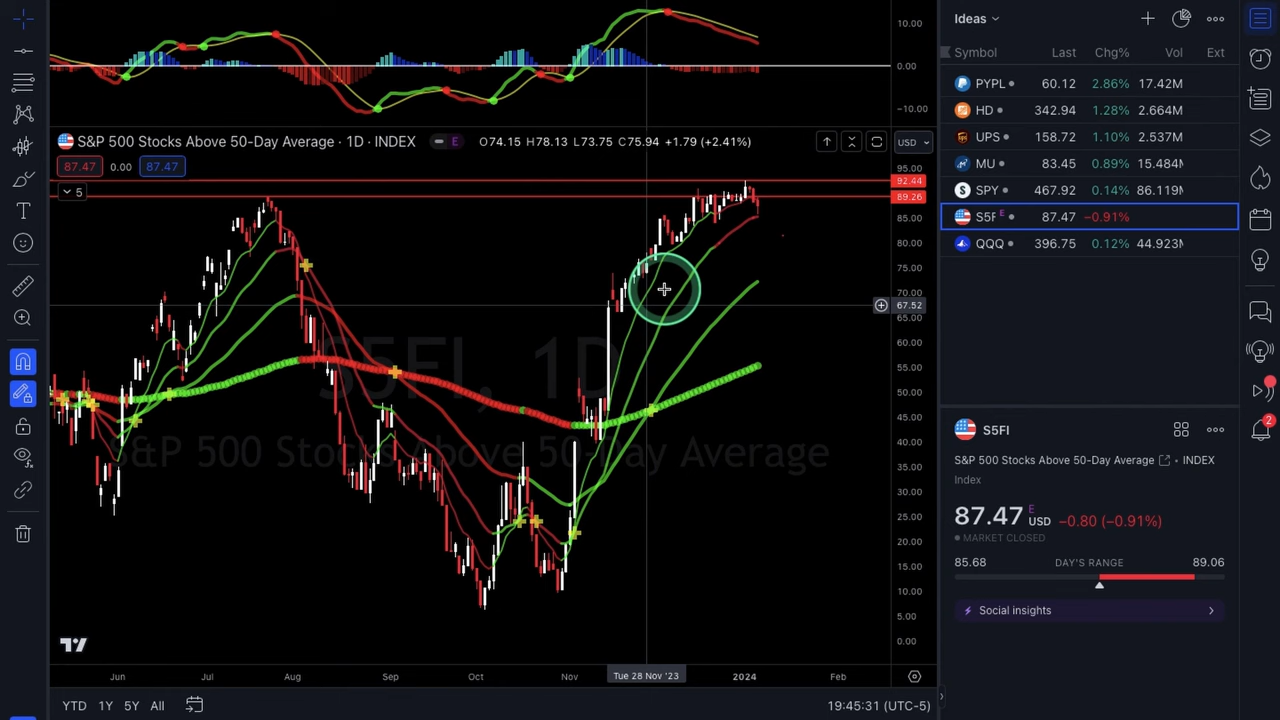 10.00
0.00
−10.00
S&P 500 Stocks Above 50-Day Average · 1D · INDEX
E
O74.15 H78.13 L73.75 C75.94 +1.79 (+2.41%)
USD
87.47
0.00
87.47
5
95.00
92.44
89.26
85.00
80.00
75.00
70.00
67.52
65.00
60.00
55.00
50.00
45.00
40.00
35.00
30.00
25.00
20.00
15.00
10.00
5.00
0.00
S5FI, 1D
S&P 500 Stocks Above 50-Day Average
Jun
Jul
Aug
Sep
Oct
Nov
Tue 28 Nov '23
2024
Feb
YTD 1Y 5Y All
19:45:31 (UTC-5)
Ideas
Symbol Last Chg% Vol Ext
PYPL 60.12 2.86% 17.42M
HD 342.94 1.28% 2.664M
UPS 158.72 1.10% 2.537M
MU 83.45 0.89% 15.484M
SPY 467.92 0.14% 86.119M
S5F E 87.47 −0.91%
QQQ 396.75 0.12% 44.923M
S5FI
S&P 500 Stocks Above 50-Day Average · INDEX
Index
87.47 E USD −0.80 (−0.91%)
MARKET CLOSED
85.68 DAY'S RANGE 89.06
Social insights
2